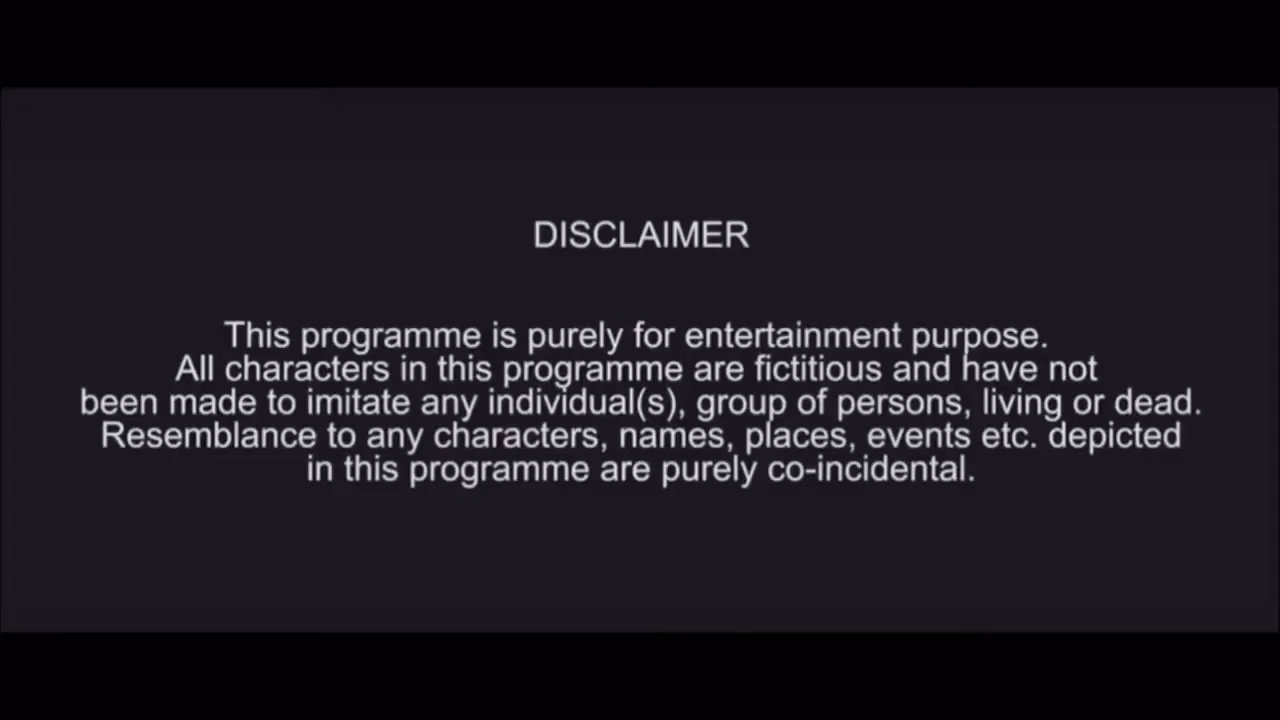 DISCLAIMER
This programme is purely for entertainment purpose.
All characters in this programme are fictitious and have not
been made to imitate any individual(s), group of persons, living or dead.
Resemblance to any characters, names, places, events etc. depicted
in this programme are purely co-incidental.